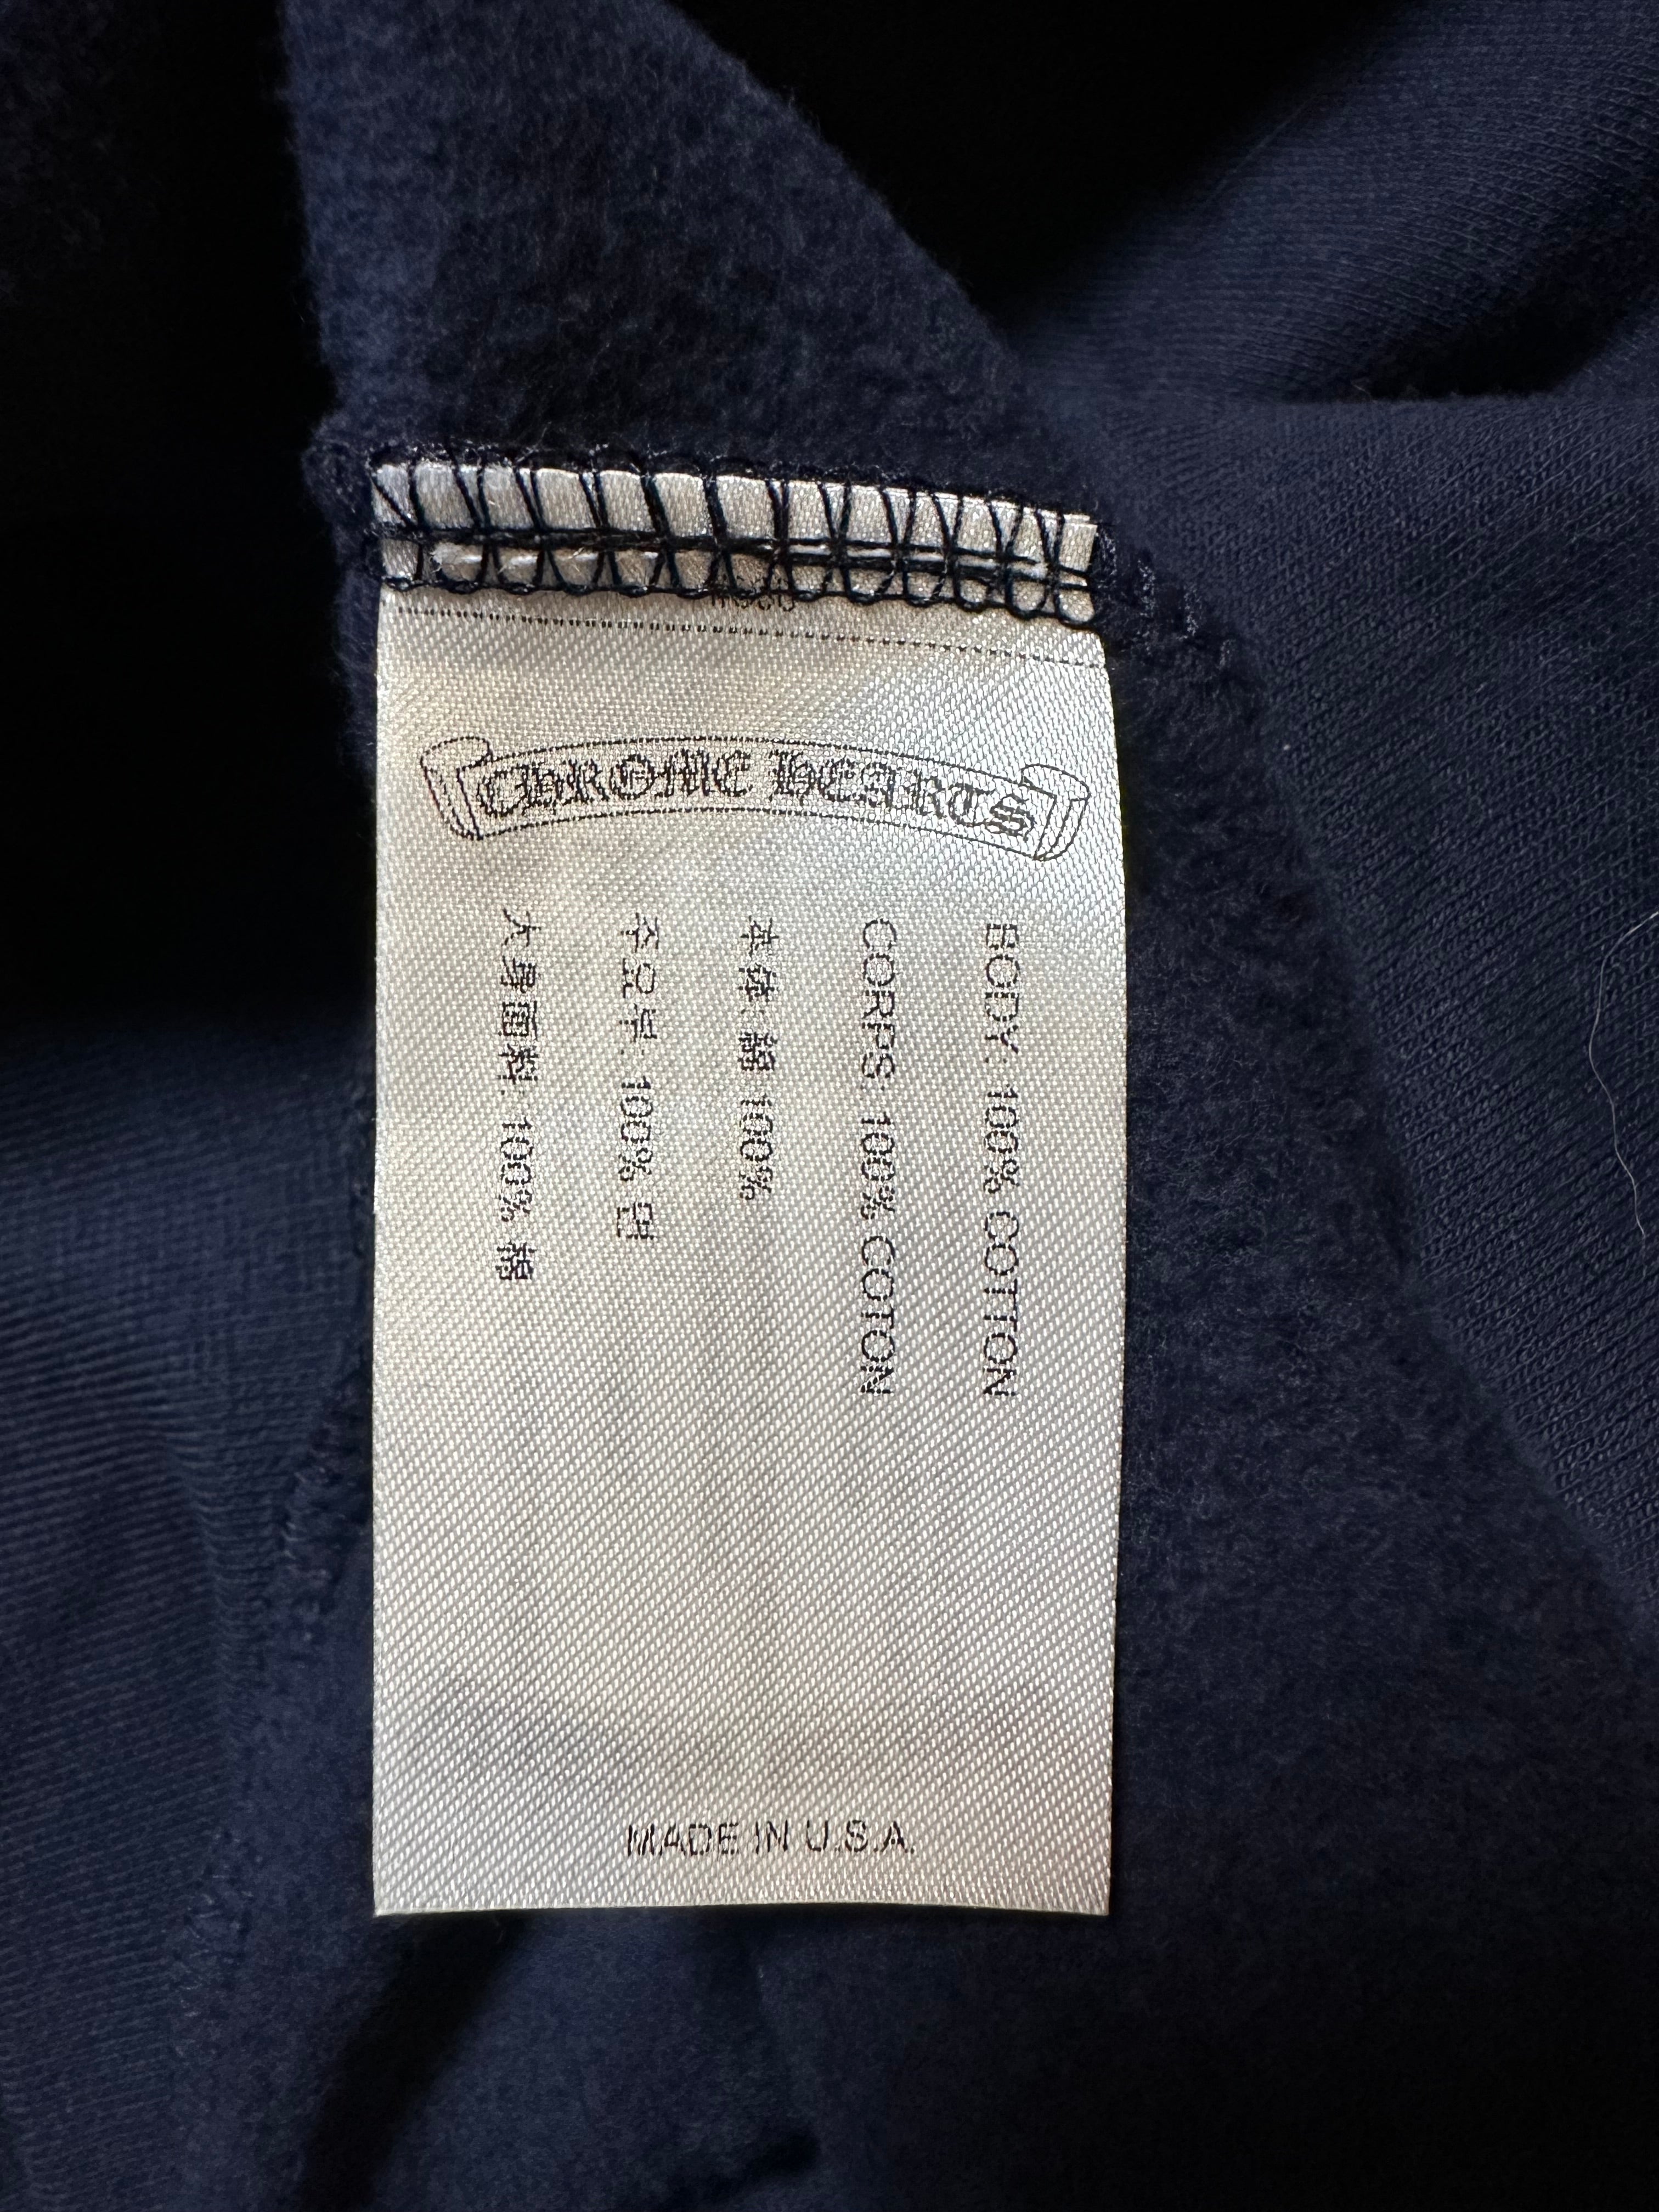 CHROME HEARTS
BODY: 100% COTTON
CORPS: 100% COTON
本体: 綿 100%
주요부: 100% 면
大身面料: 100% 棉
MADE IN U.S.A.